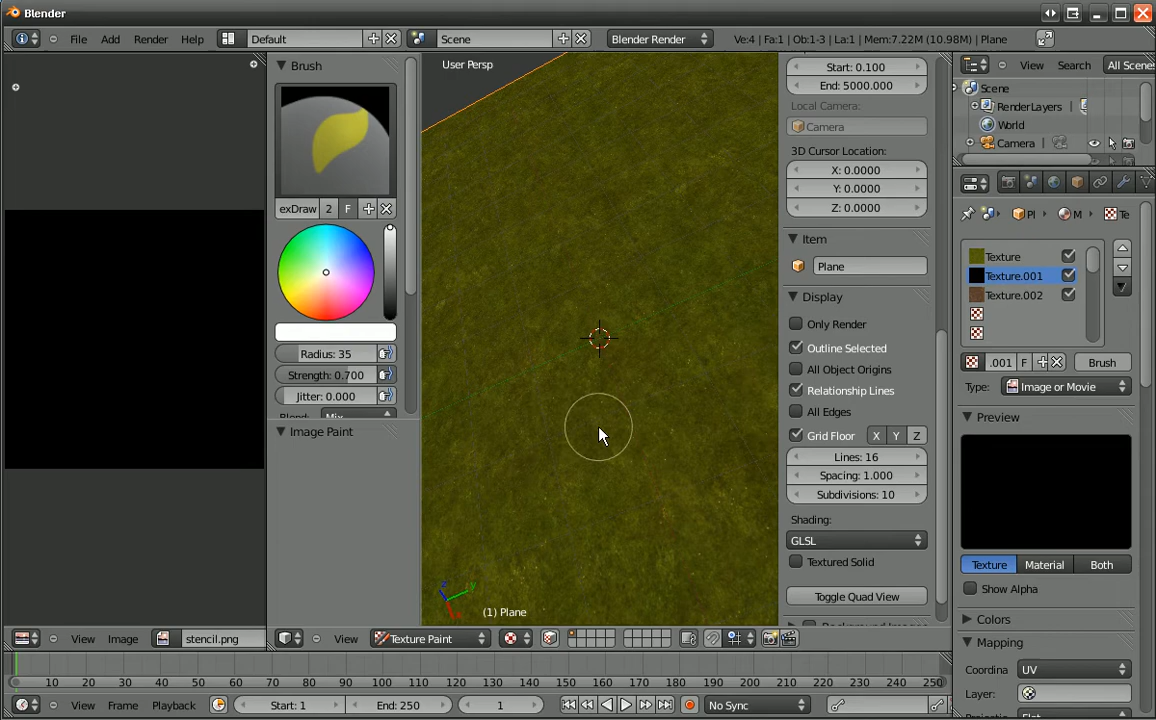 Blender
File Add Render Help Default Scene Blender Render Ve:4 | Fa:1 | Ob:1-3 | La:1 | Mem:7.22M (10.98M) | Plane
Brush
exDraw 2 F
Radius: 35
Strength: 0.700
Jitter: 0.000
Image Paint
User Persp
(1) Plane
Start: 0.100
End: 5000.000
Local Camera:
Camera
3D Cursor Location:
X: 0.0000
Y: 0.0000
Z: 0.0000
Item
Plane
Display
Only Render
Outline Selected
All Object Origins
Relationship Lines
All Edges
Grid Floor X Y Z
Lines: 16
Spacing: 1.000
Subdivisions: 10
Shading:
GLSL
Textured Solid
Toggle Quad View
View Search All Scene
Scene
RenderLayers
World
Camera
Pl M Te
Texture
Texture.001
Texture.002
.001 F Brush
Type: Image or Movie
Preview
Texture Material Both
Show Alpha
Colors
Mapping
Coordina UV
Layer:
View Image stencil.png
View Texture Paint
10 20 30 40 50 60 70 80 90 100 110 120 130 140 150 160 170 180 190 200 210 220 230 240 250
View Frame Playback Start: 1 End: 250 1 No Sync